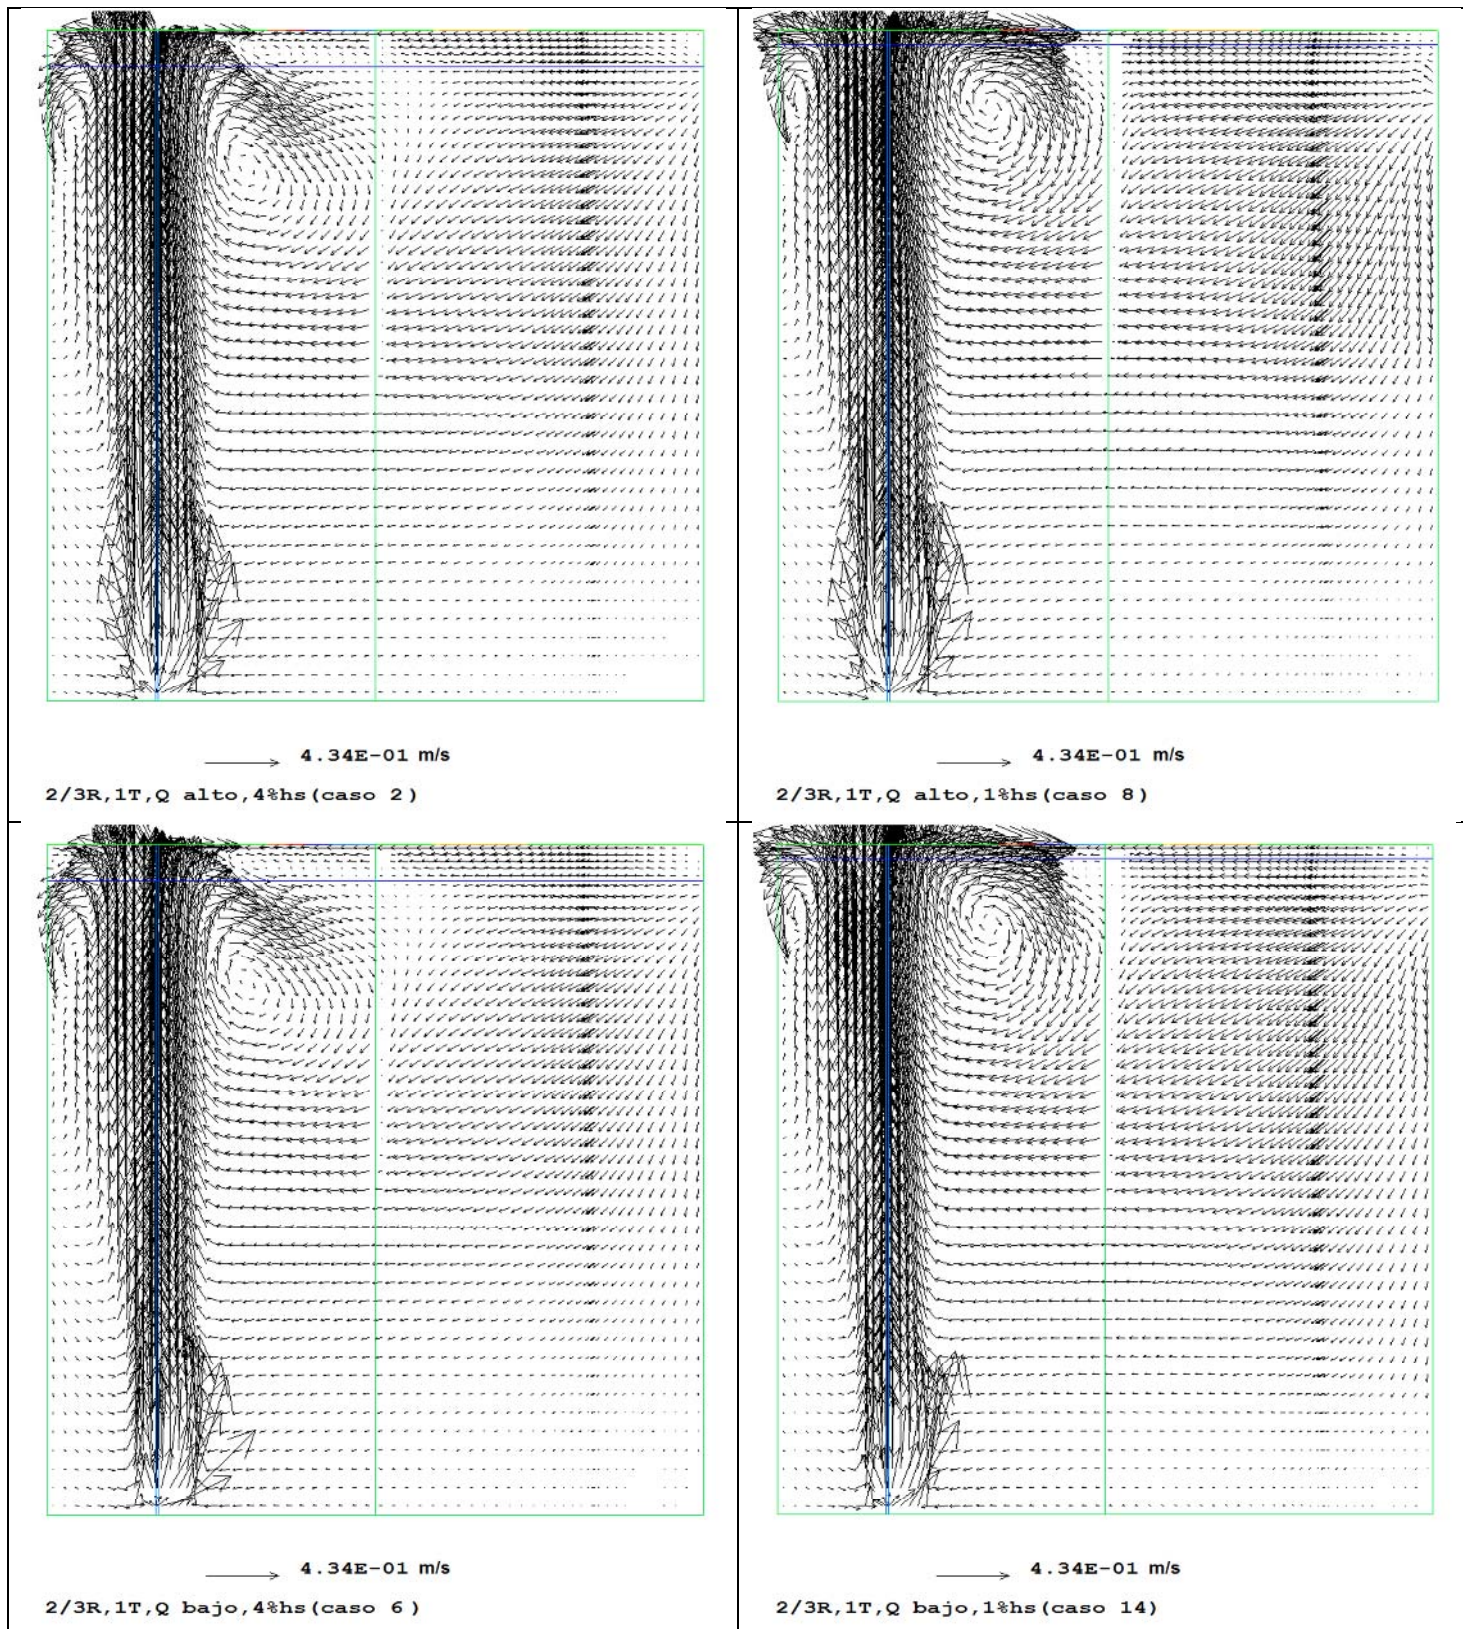 4.34E-01 m/s
2/3R,1T,Q alto,4%hs(caso 2)
4.34E-01 m/s
2/3R,1T,Q alto,1%hs(caso 8)
4.34E-01 m/s
2/3R,1T,Q bajo,4%hs(caso 6 )
4.34E-01 m/s
2/3R,1T,Q bajo,1%hs(caso 14)